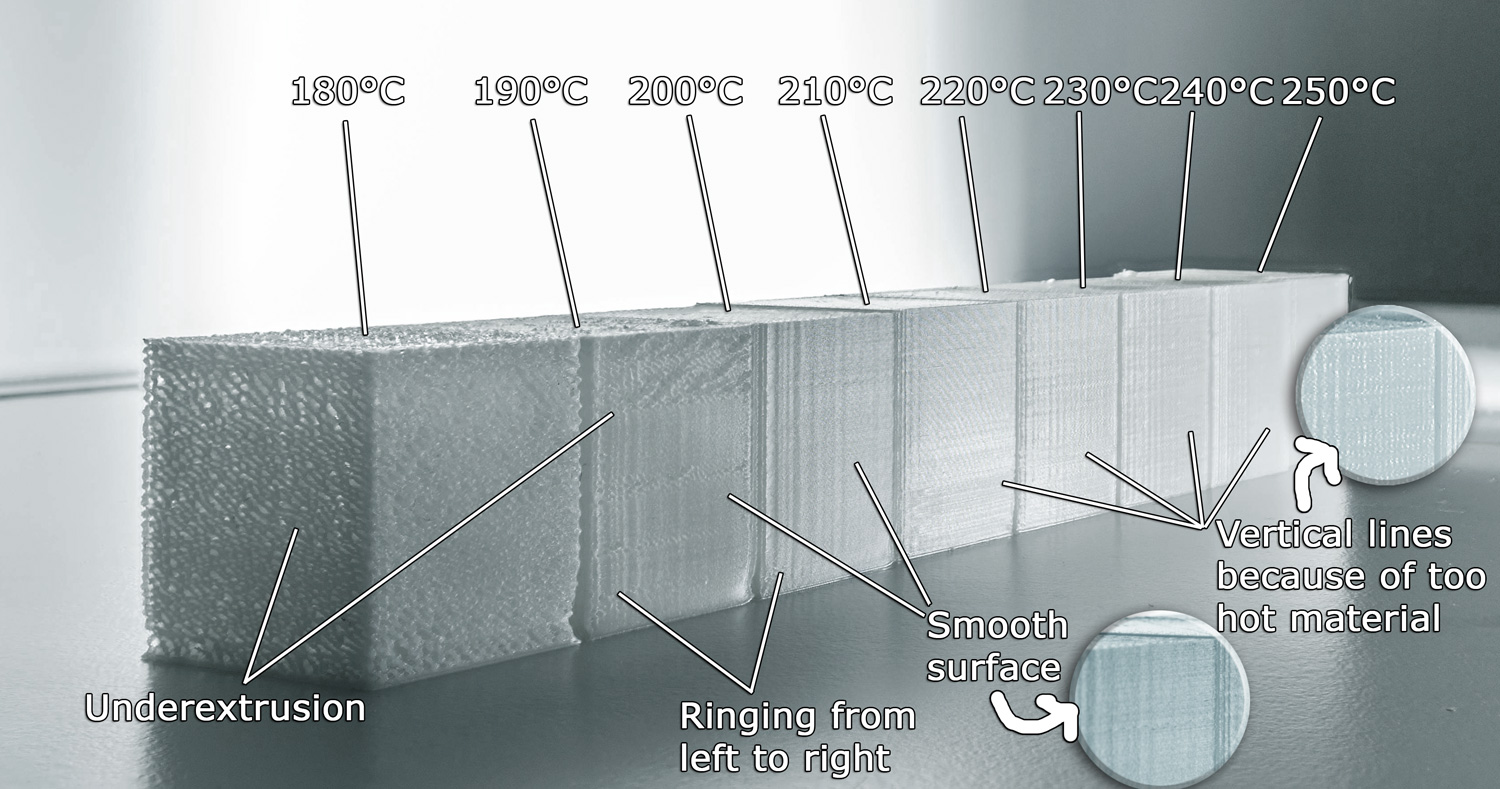 180°C 190°C 200°C 210°C 220°C 230°C 240°C 250°C
Vertical lines
because of too
hot material
Smooth
surface
Underextrusion
Ringing from
left to right